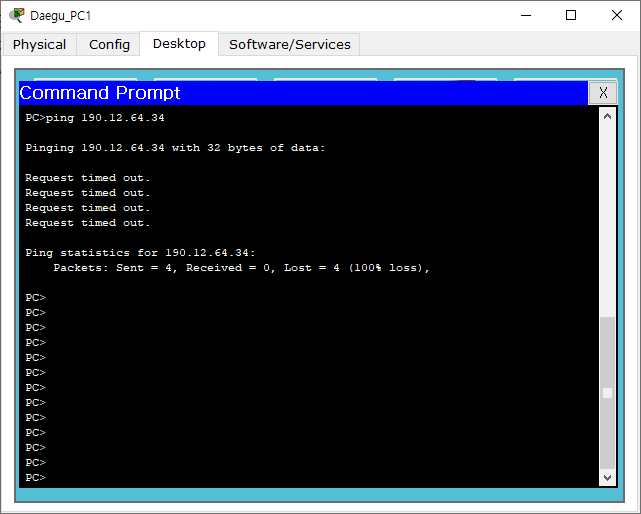 Daegu_PC1
Physical Config Desktop Software/Services
Command Prompt X
PC>ping 190.12.64.34
Pinging 190.12.64.34 with 32 bytes of data:
Request timed out.
Request timed out.
Request timed out.
Request timed out.
Ping statistics for 190.12.64.34:
Packets: Sent = 4, Received = 0, Lost = 4 (100% loss),
PC>
PC>
PC>
PC>
PC>
PC>
PC>
PC>
PC>
PC>
PC>
PC>
PC>